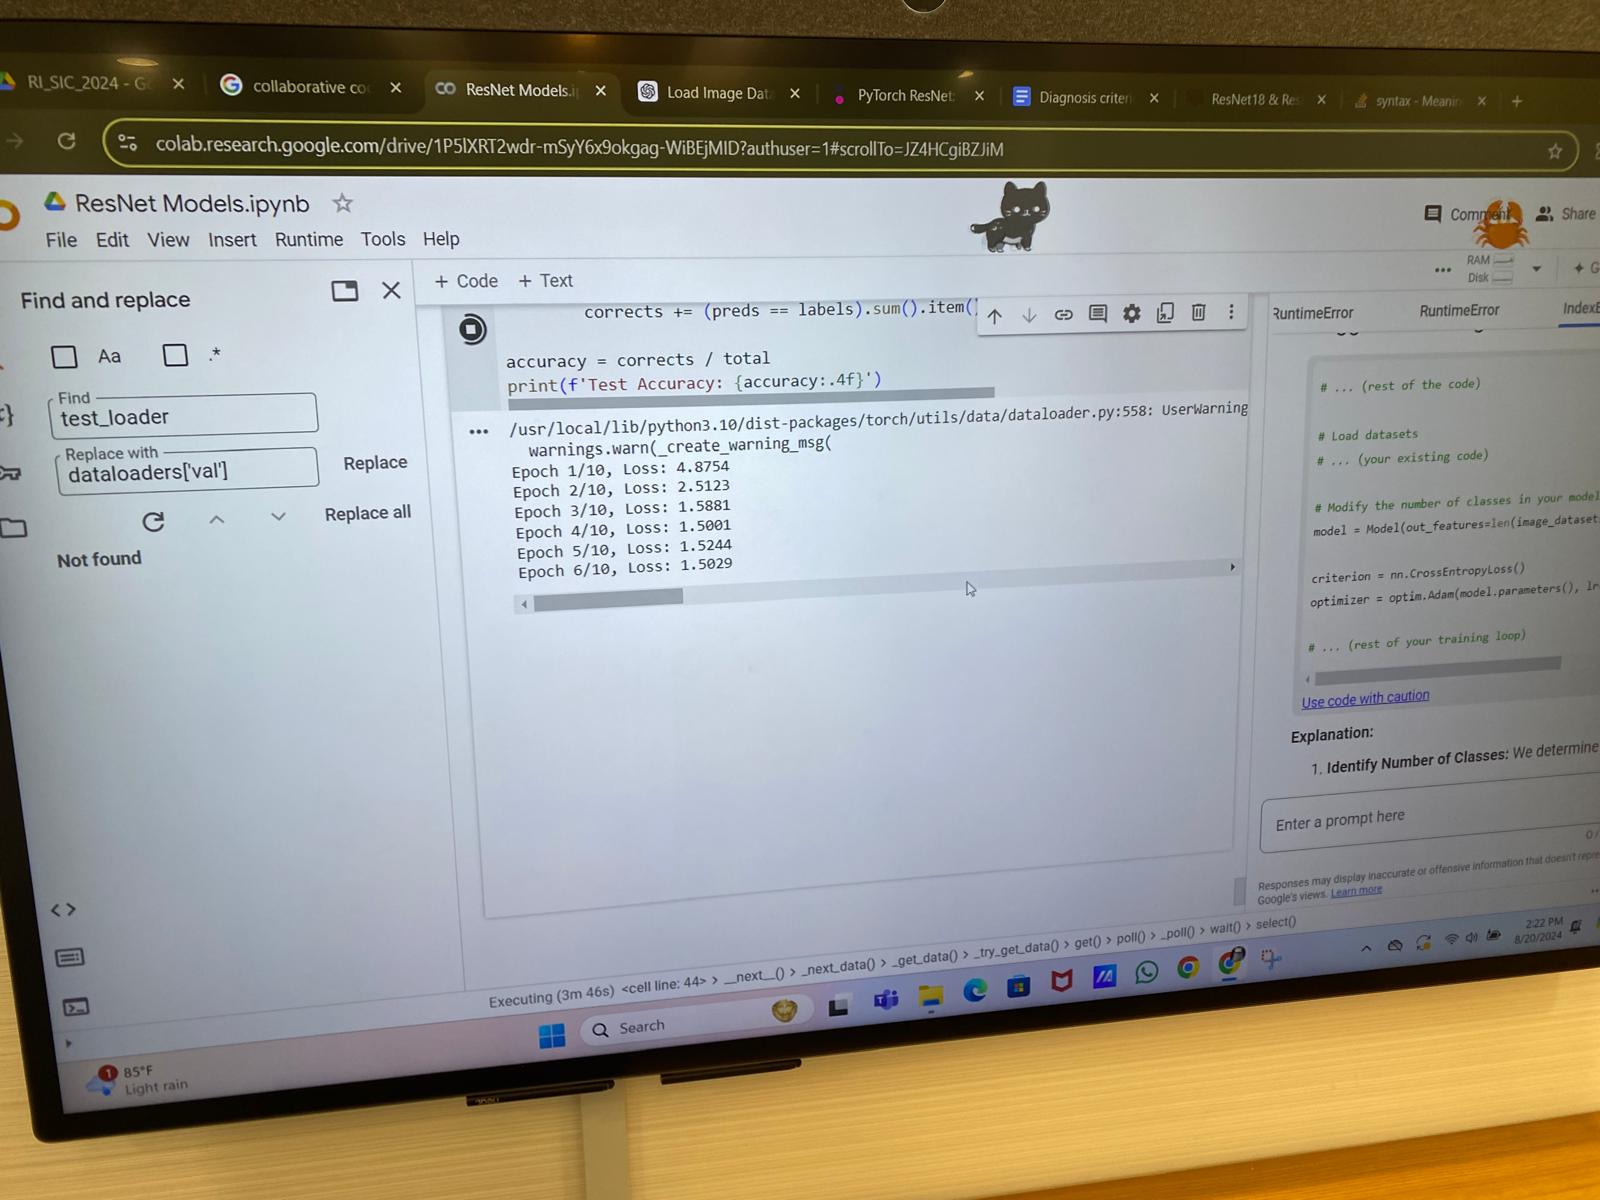 RI_SIC_2024 - G
collaborative co
ResNet Models.i
Load Image Dat
PyTorch ResNet:
Diagnosis criteri
ResNet18 & Res
syntax - Meanin
colab.research.google.com/drive/1P5lXRT2wdr-mSyY6x9okgag-WiBEjMID?authuser=1#scrollTo=JZ4HCgiBZJiM
ResNet Models.ipynb
Comment
Share
File Edit View Insert Runtime Tools Help
RAM
Disk
Find and replace
+ Code + Text
Aa
.*
Find
test_loader
Replace with
dataloaders['val']
Replace
Replace all
Not found
corrects += (preds == labels).sum().item()
accuracy = corrects / total
print(f'Test Accuracy: {accuracy:.4f}')
/usr/local/lib/python3.10/dist-packages/torch/utils/data/dataloader.py:558: UserWarning
warnings.warn(_create_warning_msg(
Epoch 1/10, Loss: 4.8754
Epoch 2/10, Loss: 2.5123
Epoch 3/10, Loss: 1.5881
Epoch 4/10, Loss: 1.5001
Epoch 5/10, Loss: 1.5244
Epoch 6/10, Loss: 1.5029
RuntimeError
RuntimeError
IndexE
# ... (rest of the code)
# Load datasets
# ... (your existing code)
# Modify the number of classes in your model
model = Model(out_features=len(image_dataset
criterion = nn.CrossEntropyLoss()
optimizer = optim.Adam(model.parameters(), lr
# ... (rest of your training loop)
Use code with caution
Explanation:
1. Identify Number of Classes: We determine
Enter a prompt here
0/
Responses may display inaccurate or offensive information that doesn't repre
Google's views. Learn more
Executing (3m 46s) <cell line: 44> > __next__() > _next_data() > _get_data() > _try_get_data() > get() > poll() > _poll() > wait() > select()
Search
2:22 PM
8/20/2024
1
85°F
Light rain